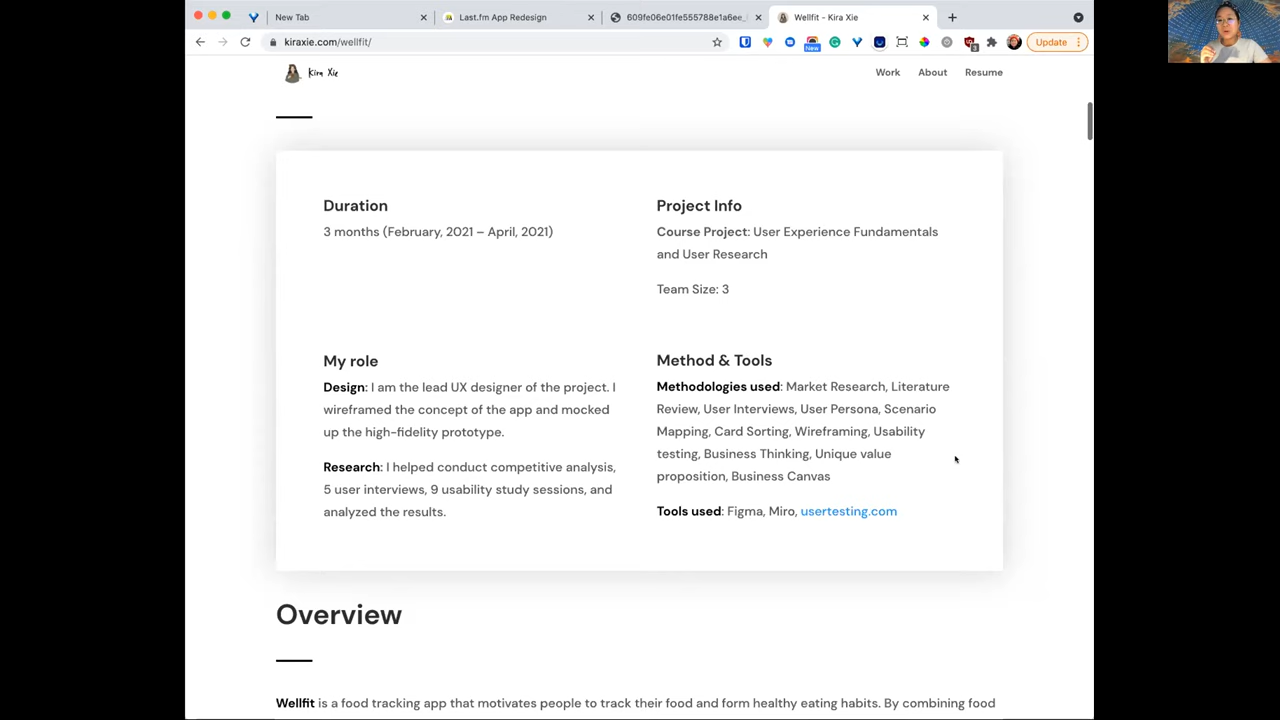 New Tab
Last.fm App Redesign
609fe06e01fe555788e1a6ee_
Wellfit - Kira Xie
kiraxie.com/wellfit/
New
3
Update
Kira Xie
Work
About
Resume
Duration
3 months (February, 2021 – April, 2021)
Project Info
Course Project: User Experience Fundamentals
and User Research
Team Size: 3
My role
Design: I am the lead UX designer of the project. I
wireframed the concept of the app and mocked
up the high-fidelity prototype.
Research: I helped conduct competitive analysis,
5 user interviews, 9 usability study sessions, and
analyzed the results.
Method & Tools
Methodologies used: Market Research, Literature
Review, User Interviews, User Persona, Scenario
Mapping, Card Sorting, Wireframing, Usability
testing, Business Thinking, Unique value
proposition, Business Canvas
Tools used: Figma, Miro, usertesting.com
Overview
Wellfit is a food tracking app that motivates people to track their food and form healthy eating habits. By combining food